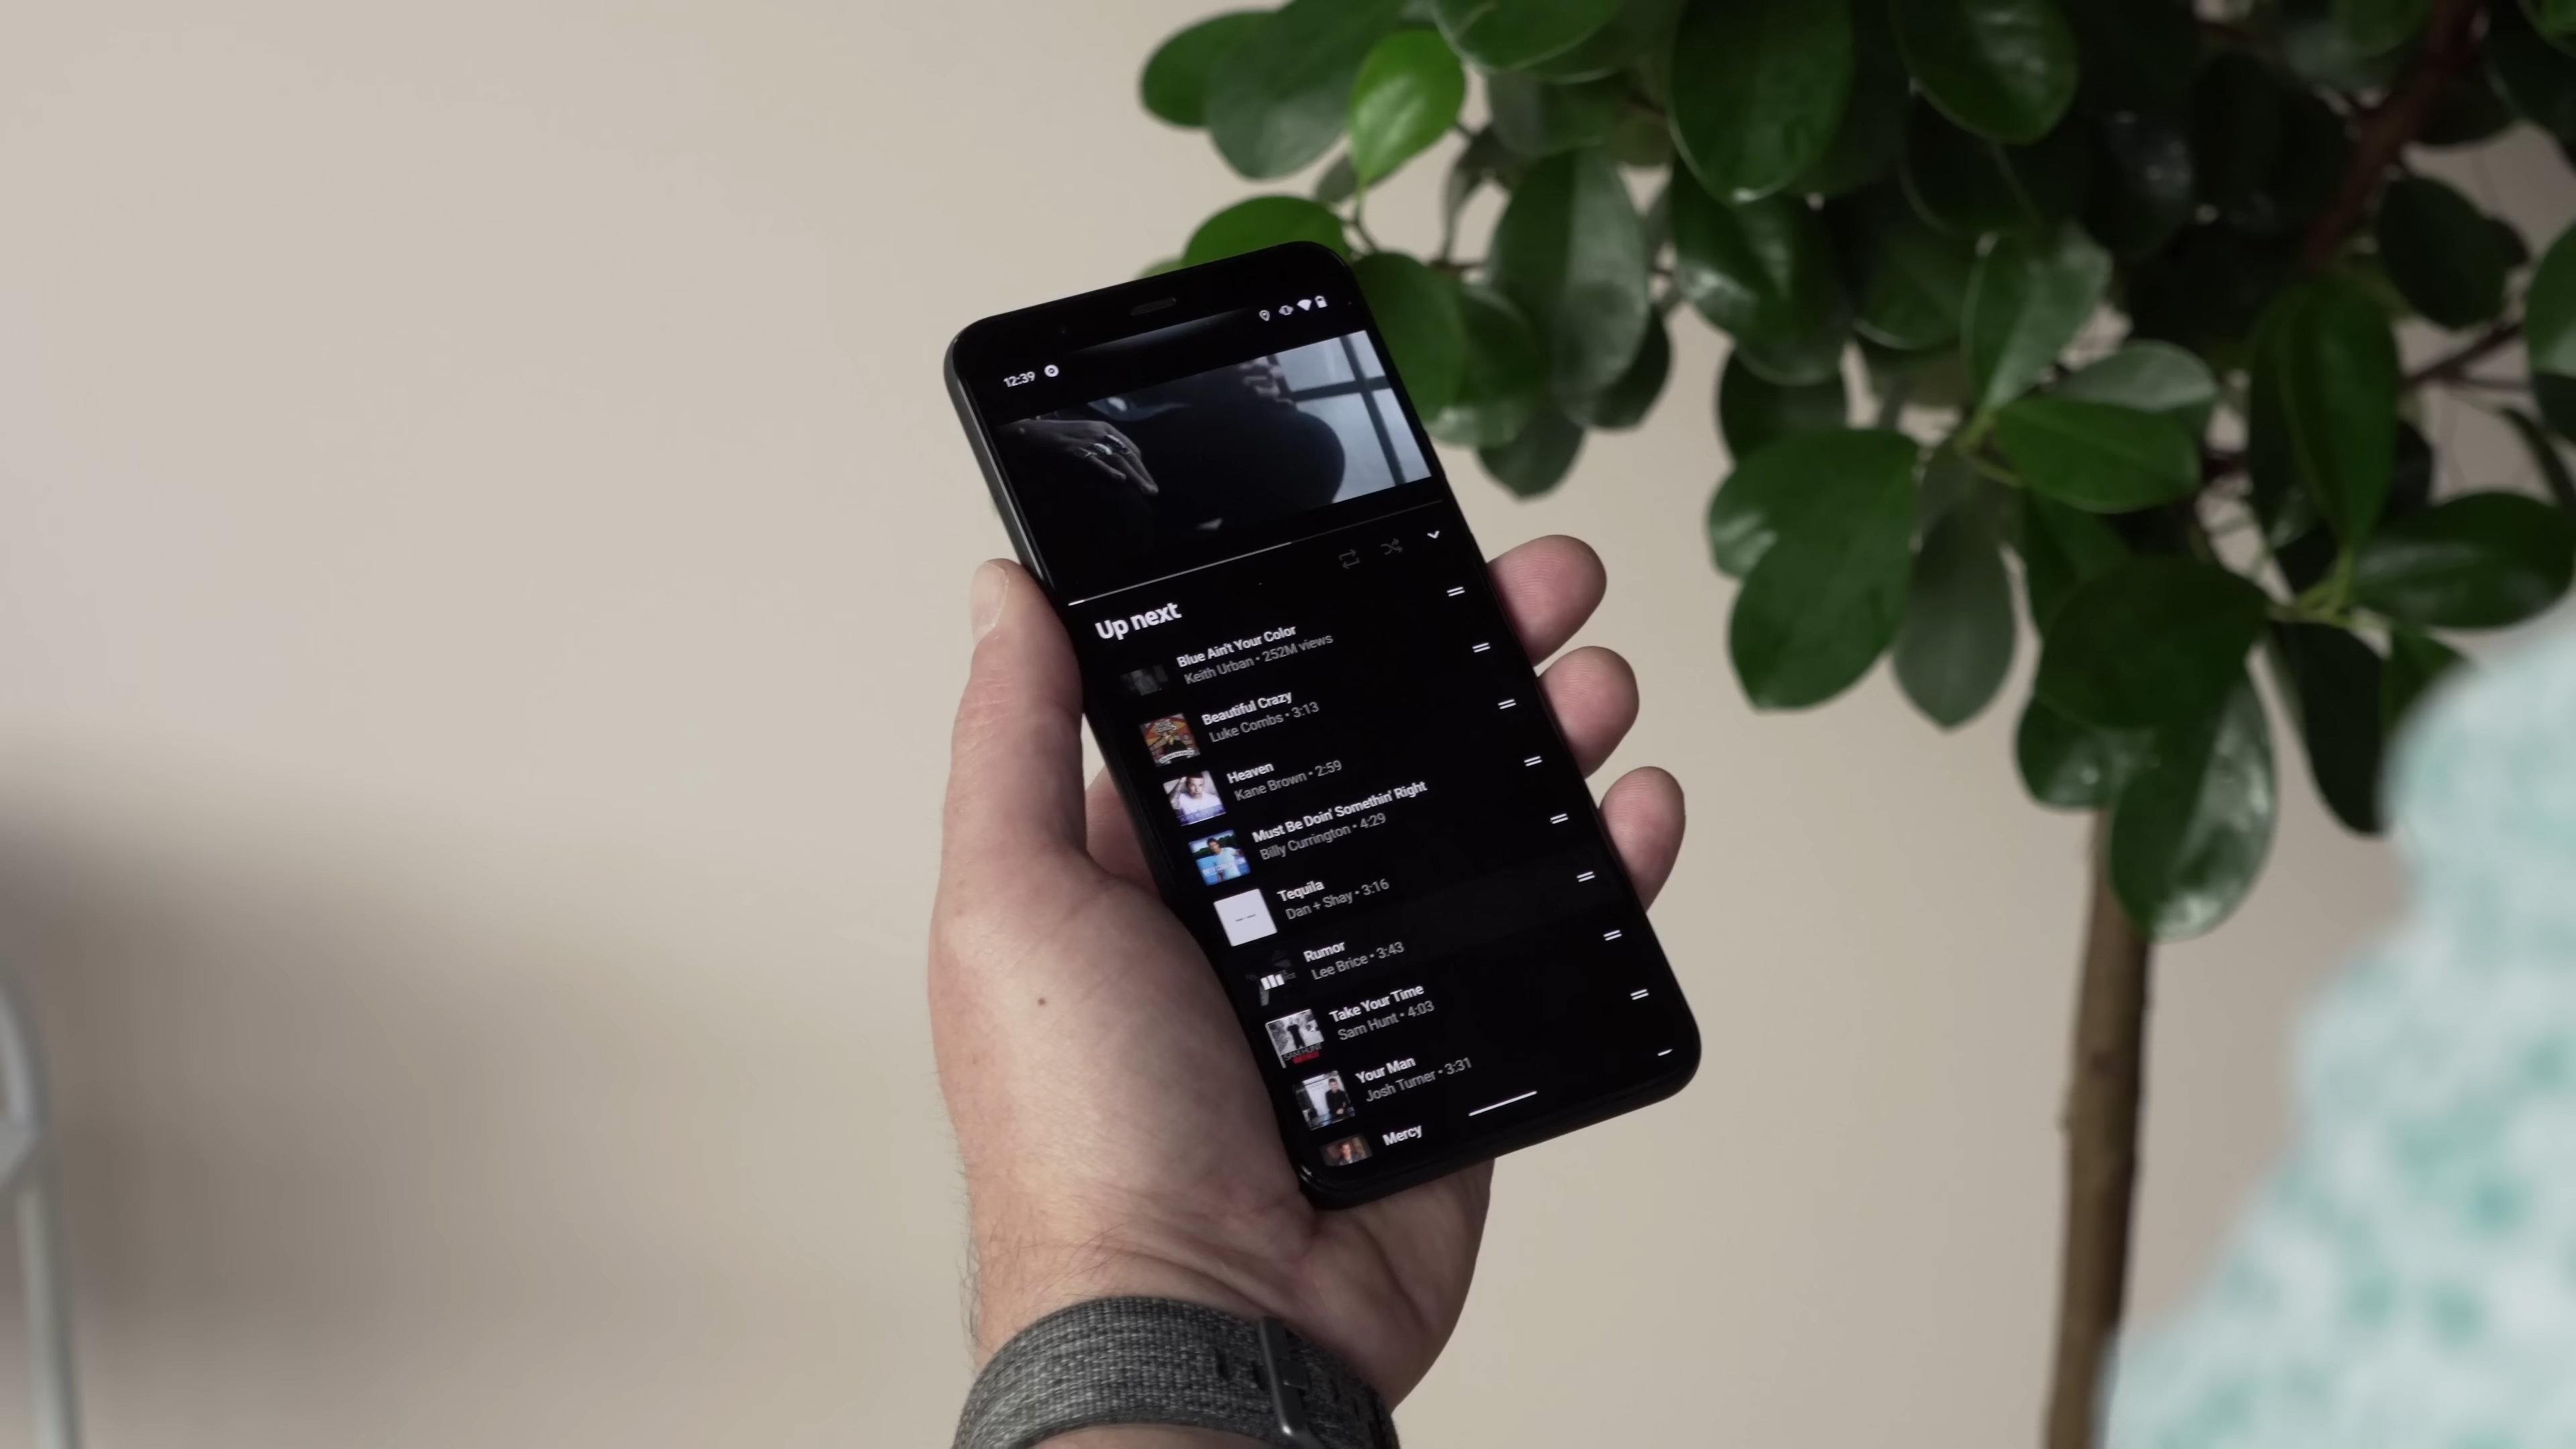 12:39
Up next
Blue Ain't Your Color
Keith Urban • 252M views
Beautiful Crazy
Luke Combs • 3:13
Heaven
Kane Brown • 2:59
Must Be Doin' Somethin' Right
Billy Currington • 4:29
Tequila
Dan + Shay • 3:16
Rumor
Lee Brice • 3:43
Take Your Time
Sam Hunt • 4:03
SAM HUNT
Your Man
Josh Turner • 3:31
Mercy